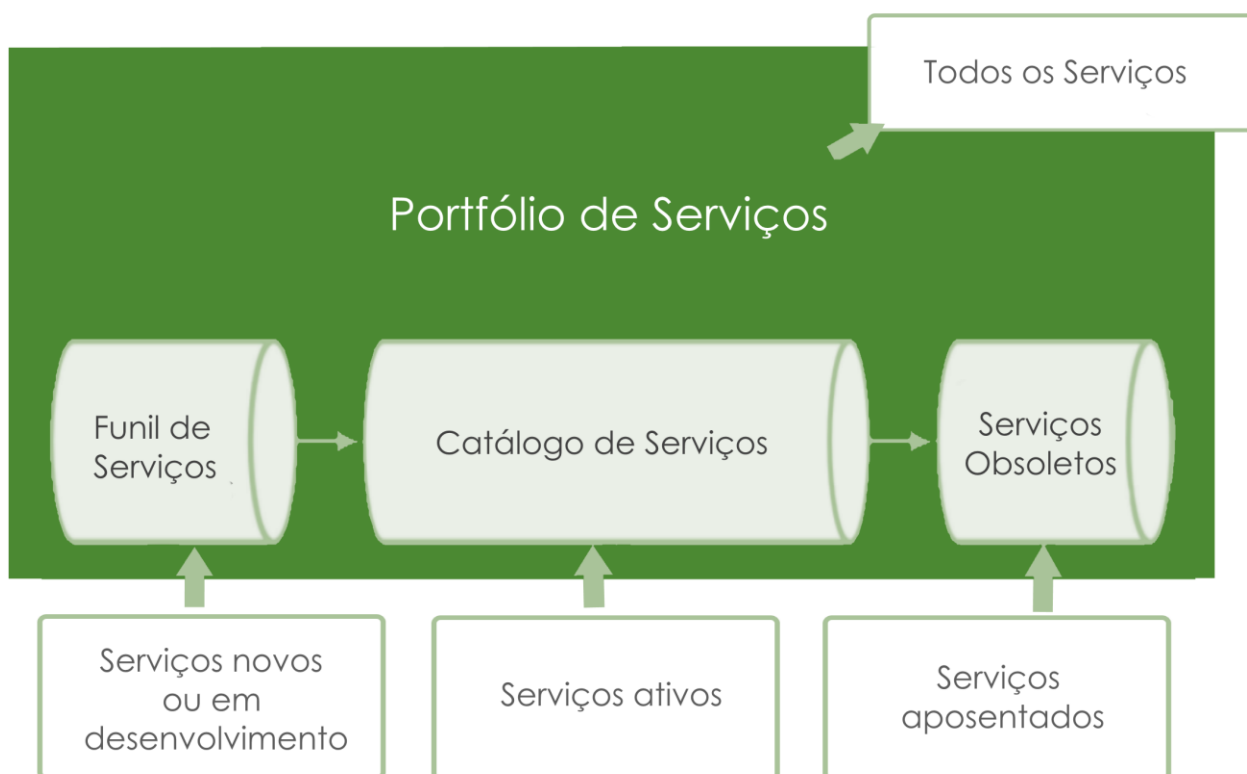 Todos os Serviços
Portfólio de Serviços
Funil de
Serviços
Catálogo de Serviços
Serviços
Obsoletos
Serviços novos
ou em
desenvolvimento
Serviços ativos
Serviços
aposentados